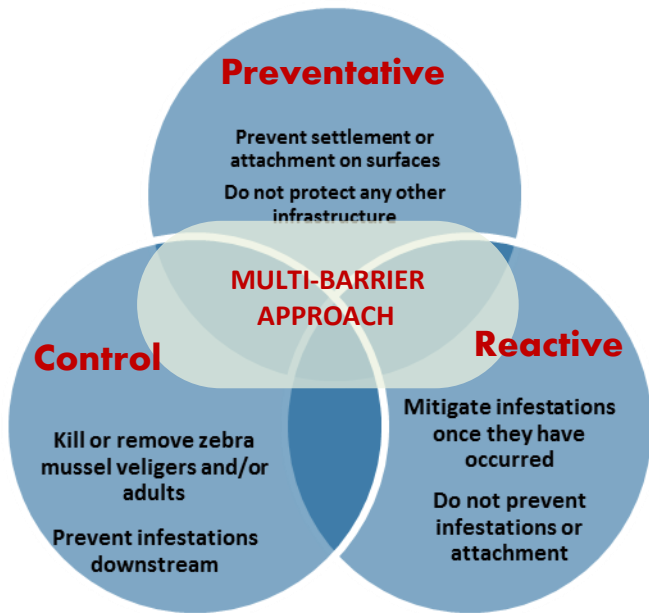 Preventative
Prevent settlement or
attachment on surfaces
Do not protect any other
infrastructure
MULTI-BARRIER
APPROACH
Control
Kill or remove zebra
mussel veligers and/or
adults
Prevent infestations
downstream
Reactive
Mitigate infestations
once they have
occurred
Do not prevent
infestations or
attachment